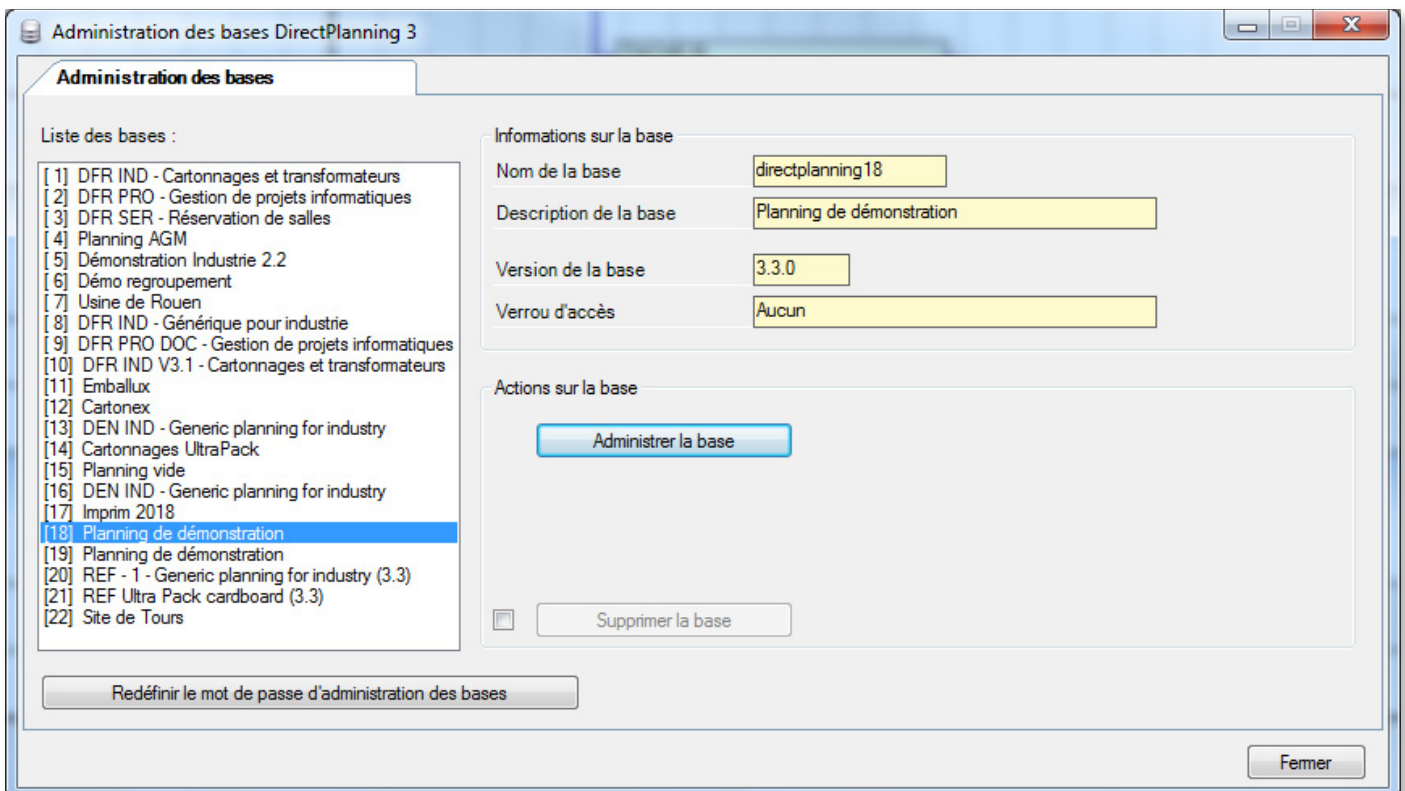 Administration des bases DirectPlanning 3
Administration des bases
Liste des bases :
[ 1] DFR IND - Cartonnages et transformateurs
[ 2] DFR PRO - Gestion de projets informatiques
[ 3] DFR SER - Réservation de salles
[ 4] Planning AGM
[ 5] Démonstration Industrie 2.2
[ 6] Démo regroupement
[ 7] Usine de Rouen
[ 8] DFR IND - Générique pour industrie
[ 9] DFR PRO DOC - Gestion de projets informatiques
[10] DFR IND V3.1 - Cartonnages et transformateurs
[11] Emballux
[12] Cartonex
[13] DEN IND - Generic planning for industry
[14] Cartonnages UltraPack
[15] Planning vide
[16] DEN IND - Generic planning for industry
[17] Imprim 2018
[18] Planning de démonstration
[19] Planning de démonstration
[20] REF - 1 - Generic planning for industry (3.3)
[21] REF Ultra Pack cardboard (3.3)
[22] Site de Tours
Redéfinir le mot de passe d'administration des bases
Informations sur la base
Nom de la base directplanning18
Description de la base Planning de démonstration
Version de la base 3.3.0
Verrou d'accès Aucun
Actions sur la base
Administrer la base
Supprimer la base
Fermer